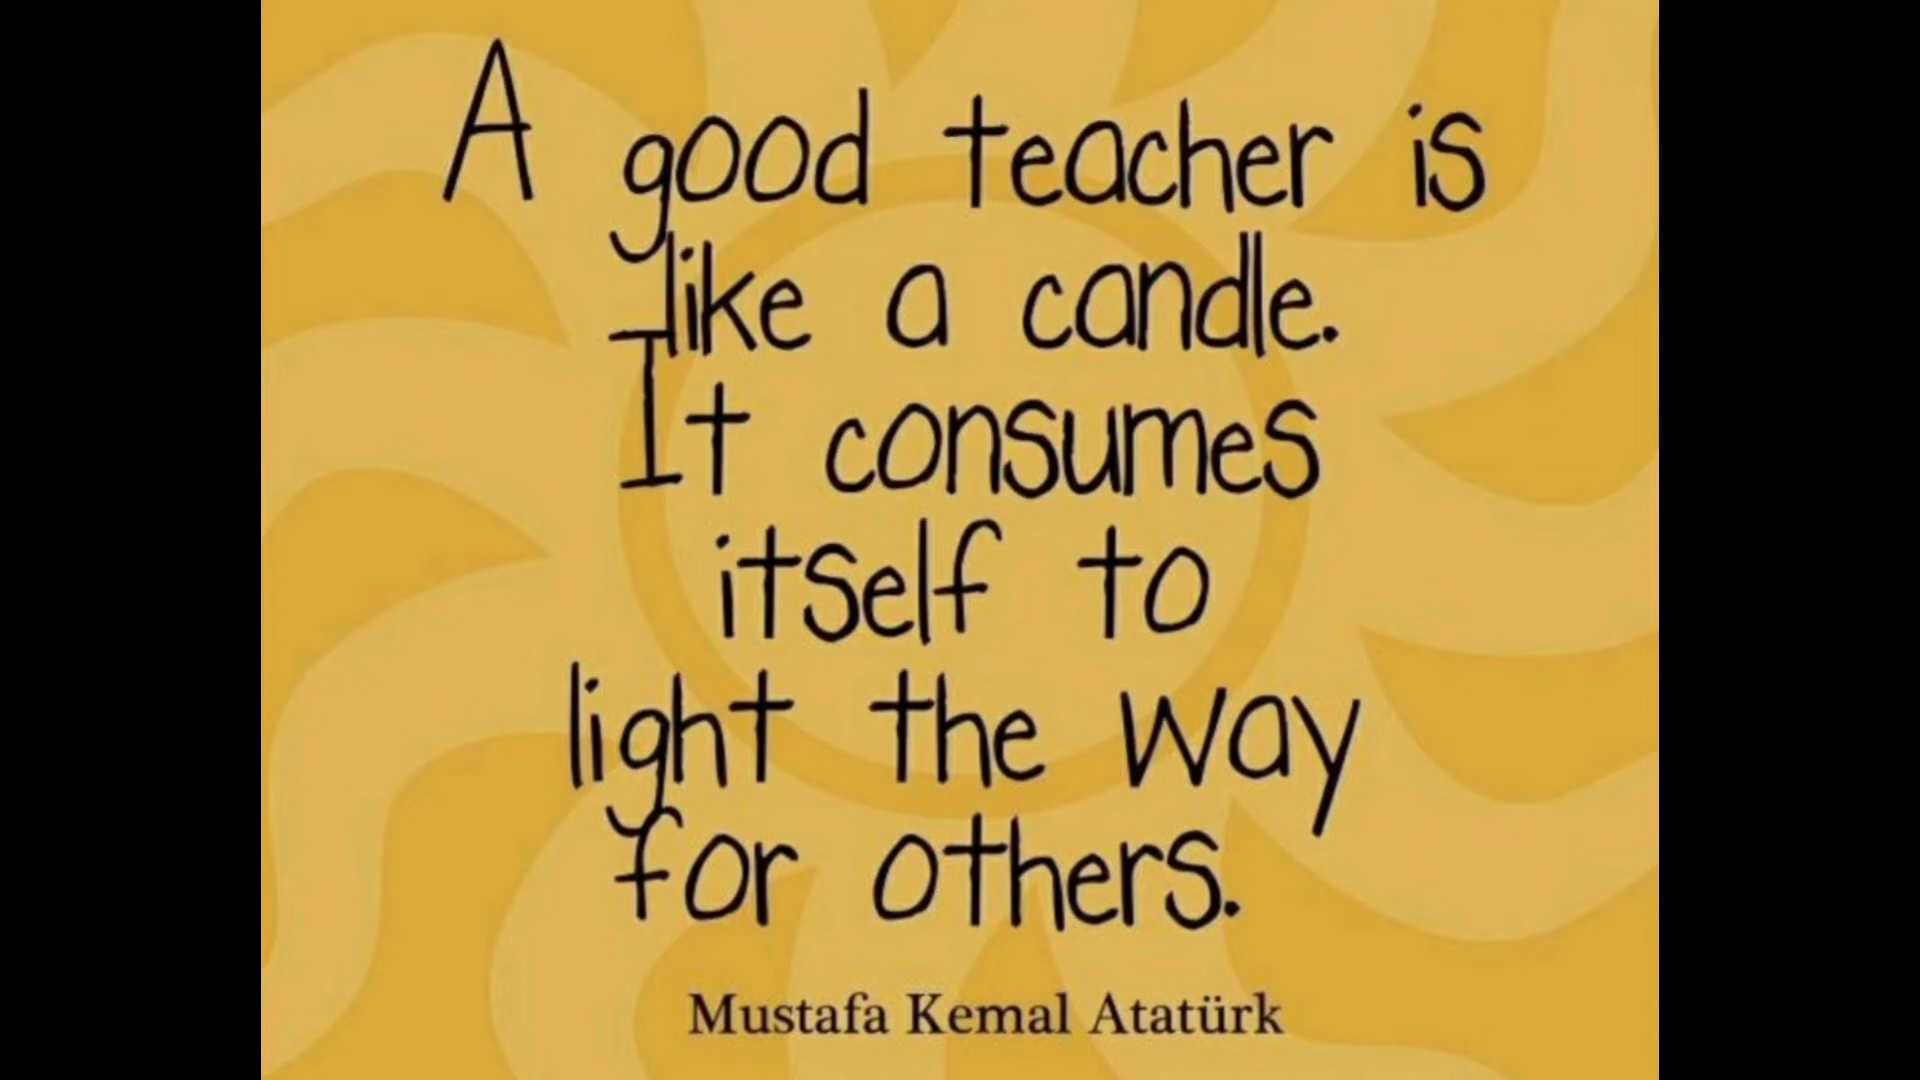 A good teacher is
like a candle.
It consumes
itself to
light the way
for others.
Mustafa Kemal Atatürk